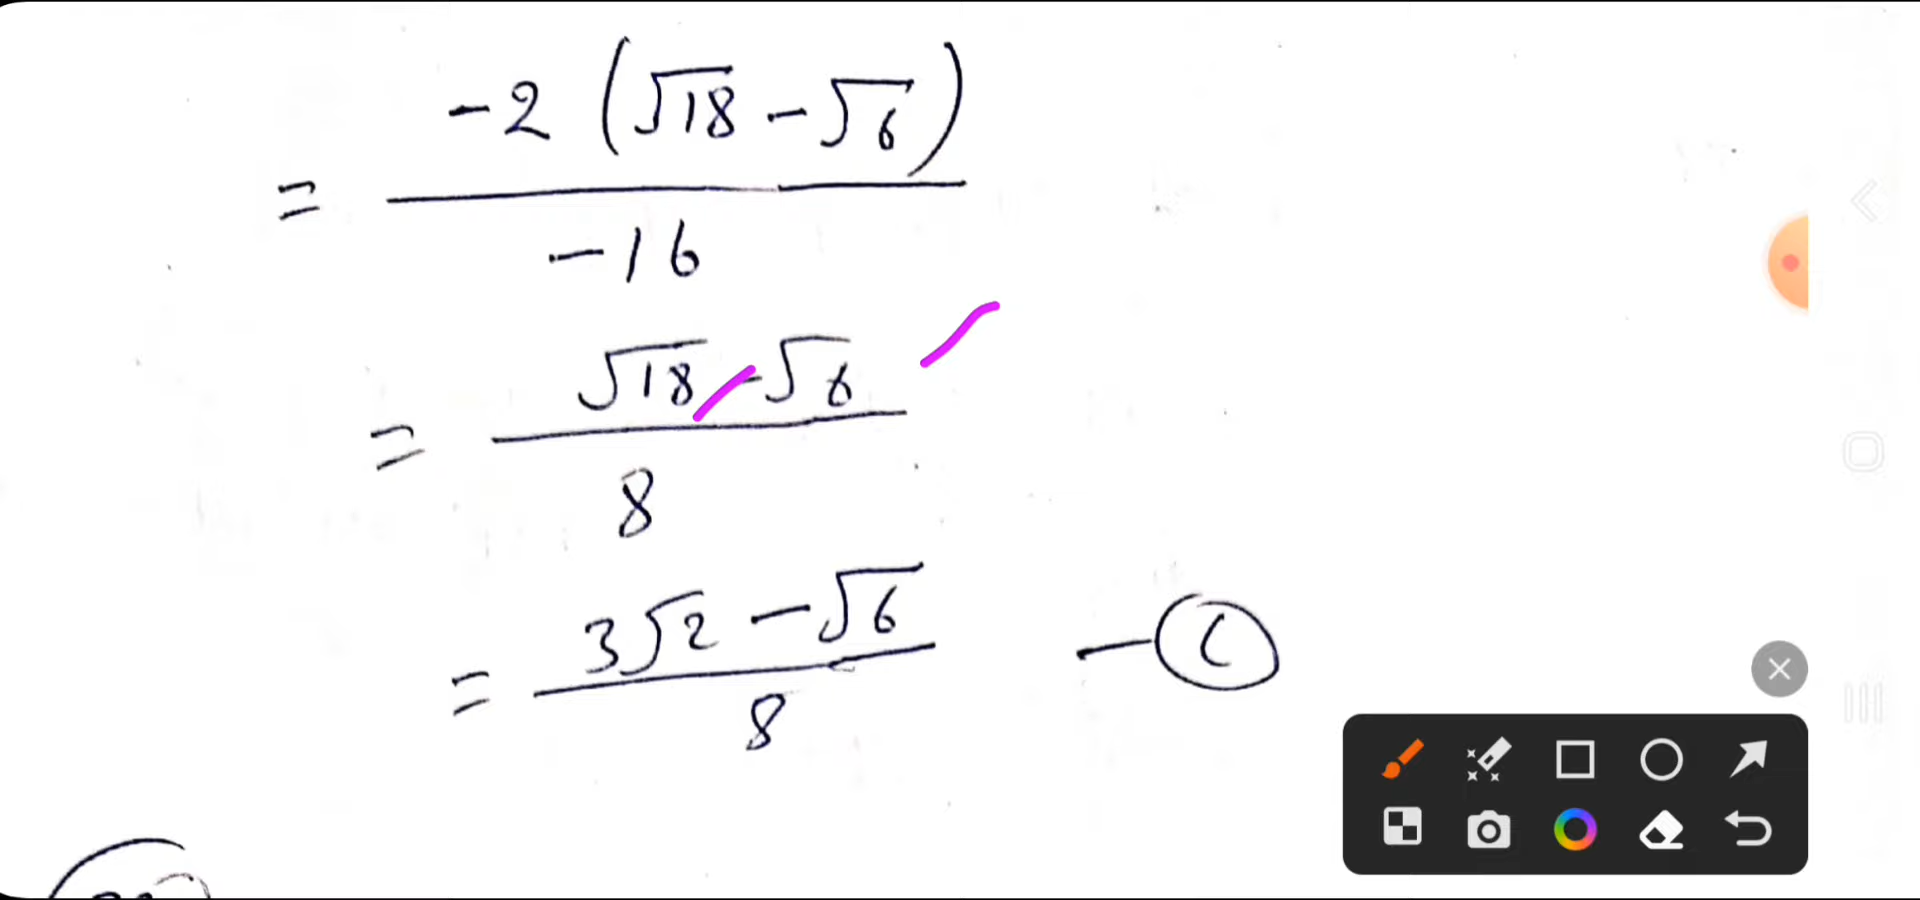 -2 (√18 - √6)
=
-16
= √18 - √6
8
= 3√2 - √6 - (C)
8